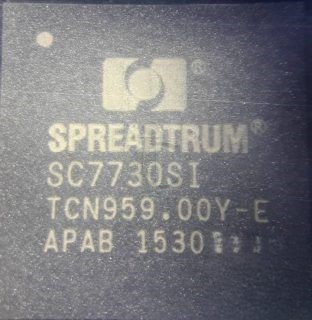 SPREADTRUM®
SC7730SI
TCN959.00Y-E
APAB 1530